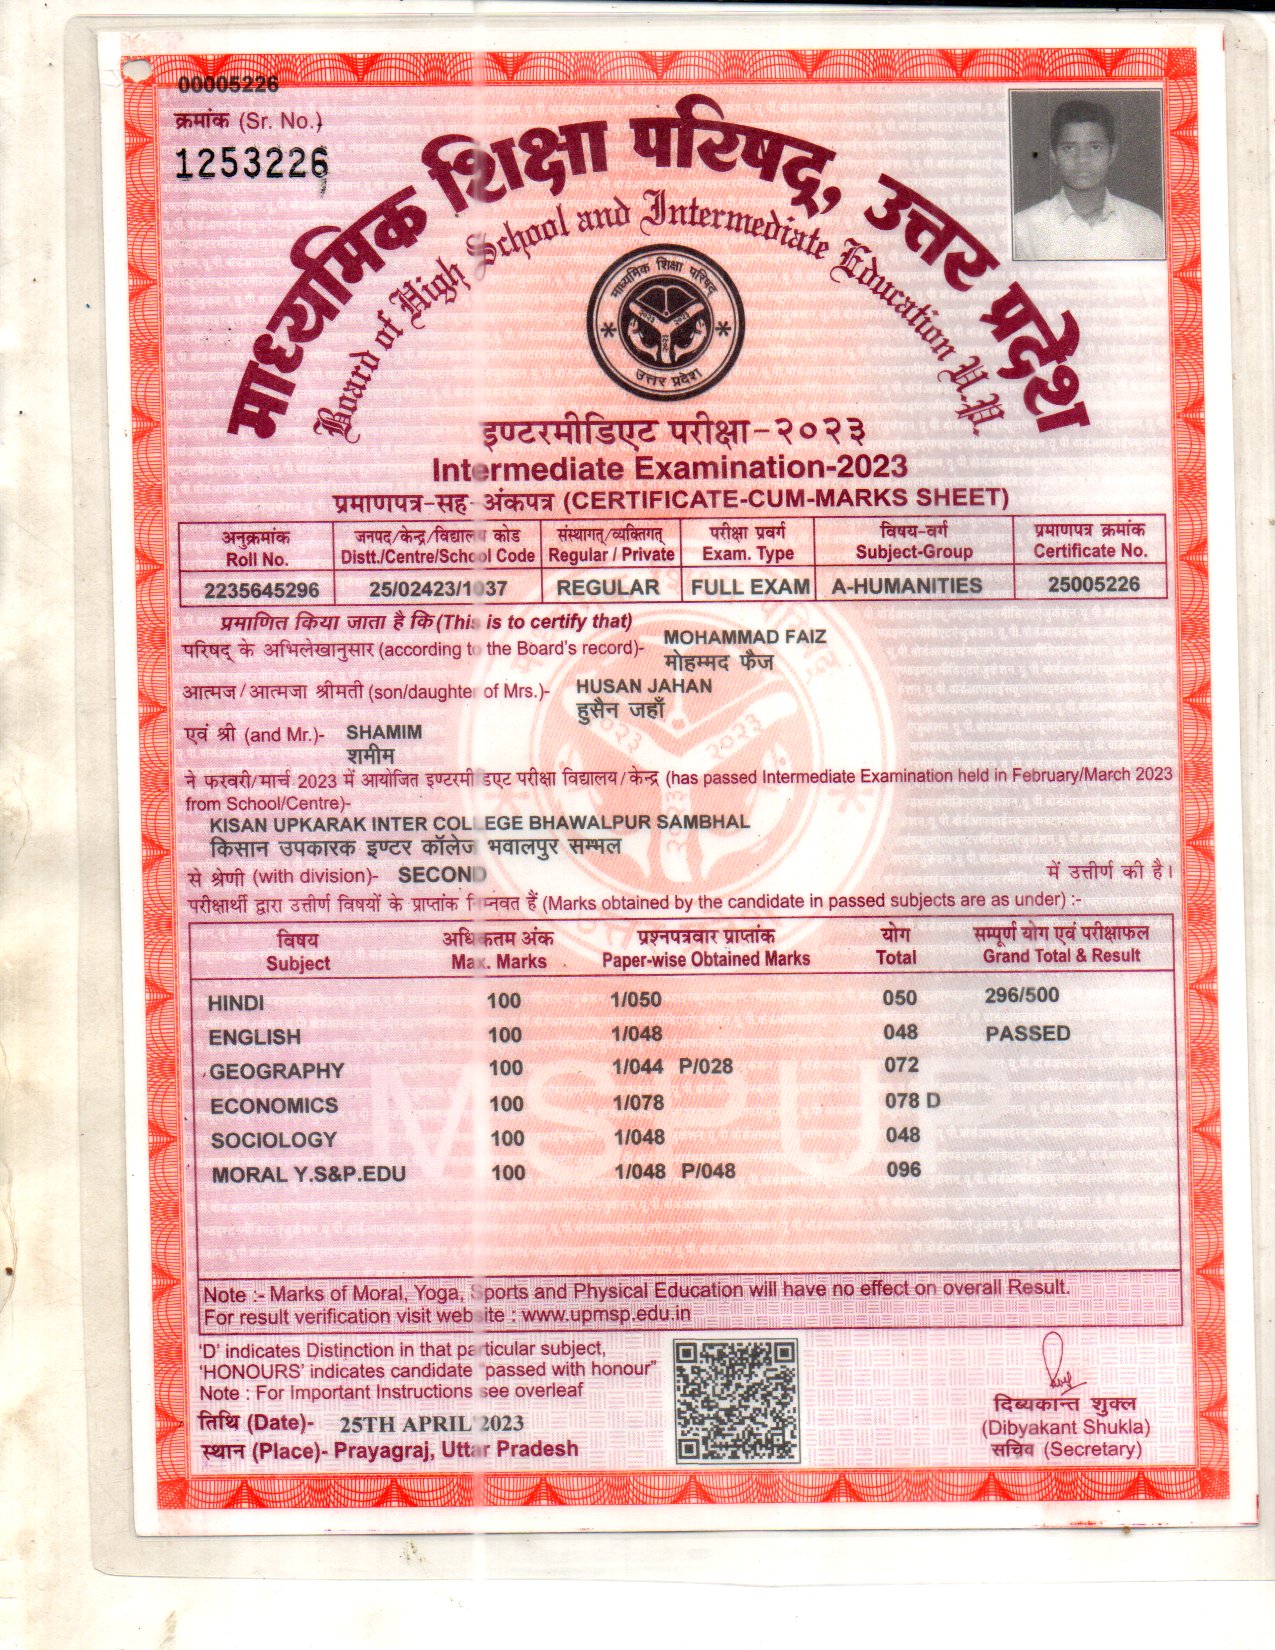 00005226
क्रमांक (Sr. No.)
1253226
माध्यमिक शिक्षा परिषद्, उत्तर प्रदेश
Board of High School and Intermediate Education U.P.
माध्यमिक शिक्षा परिषद्
२०२३ २०२३
२०२३
उत्तर प्रदेश
इण्टरमीडिएट परीक्षा-२०२३
Intermediate Examination-2023
प्रमाणपत्र-सह- अंकपत्र (CERTIFICATE-CUM-MARKS SHEET)
अनुक्रमांक जनपद/केन्द्र/विद्यालय कोड संस्थागत्/व्यक्तिगत् परीक्षा प्रवर्ग विषय-वर्ग प्रमाणपत्र क्रमांक
Roll No. Distt./Centre/School Code Regular / Private Exam. Type Subject-Group Certificate No.
2235645296 25/02423/1037 REGULAR FULL EXAM A-HUMANITIES 25005226
प्रमाणित किया जाता है कि(This is to certify that)
परिषद् के अभिलेखानुसार (according to the Board's record)- MOHAMMAD FAIZ
मोहम्मद फैज
आत्मज/आत्मजा श्रीमती (son/daughter of Mrs.)- HUSAN JAHAN
हुसैन जहाँ
एवं श्री (and Mr.)- SHAMIM
शमीम
ने फरवरी/मार्च 2023 में आयोजित इण्टरमीडिएट परीक्षा विद्यालय/केन्द्र (has passed Intermediate Examination held in February/March 2023
from School/Centre)-
KISAN UPKARAK INTER COLLEGE BHAWALPUR SAMBHAL
किसान उपकारक इण्टर कॉलेज भवालपुर सम्भल
से श्रेणी (with division)- SECOND में उत्तीर्ण की है।
परीक्षार्थी द्वारा उत्तीर्ण विषयों के प्राप्तांक निम्नवत हैं (Marks obtained by the candidate in passed subjects are as under) :-
विषय अधिकतम अंक प्रश्नपत्रवार प्राप्तांक योग सम्पूर्ण योग एवं परीक्षाफल
Subject Max. Marks Paper-wise Obtained Marks Total Grand Total & Result
HINDI 100 1/050 050 296/500
ENGLISH 100 1/048 048 PASSED
GEOGRAPHY 100 1/044 P/028 072
ECONOMICS 100 1/078 078 D
SOCIOLOGY 100 1/048 048
MORAL Y.S&P.EDU 100 1/048 P/048 096
Note :- Marks of Moral, Yoga, Sports and Physical Education will have no effect on overall Result.
For result verification visit website : www.upmsp.edu.in
'D' indicates Distinction in that particular subject,
'HONOURS' indicates candidate "passed with honour"
Note : For Important Instructions see overleaf
तिथि (Date)- 25TH APRIL 2023
स्थान (Place)- Prayagraj, Uttar Pradesh
दिब्यकान्त शुक्ल
(Dibyakant Shukla)
सचिव (Secretary)